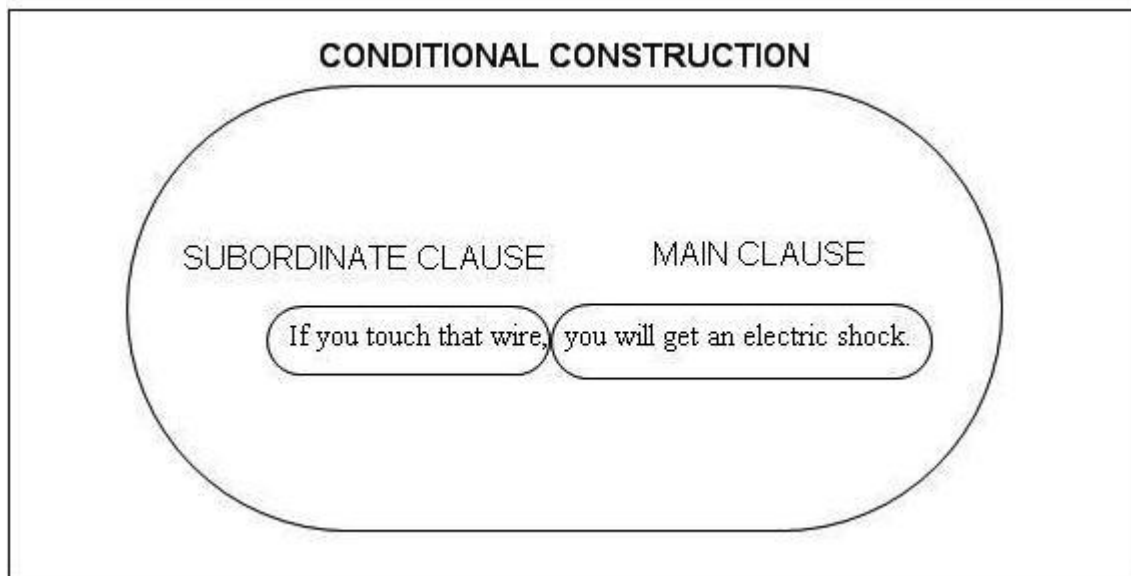 CONDITIONAL CONSTRUCTION
SUBORDINATE CLAUSE
MAIN CLAUSE
If you touch that wire, you will get an electric shock.